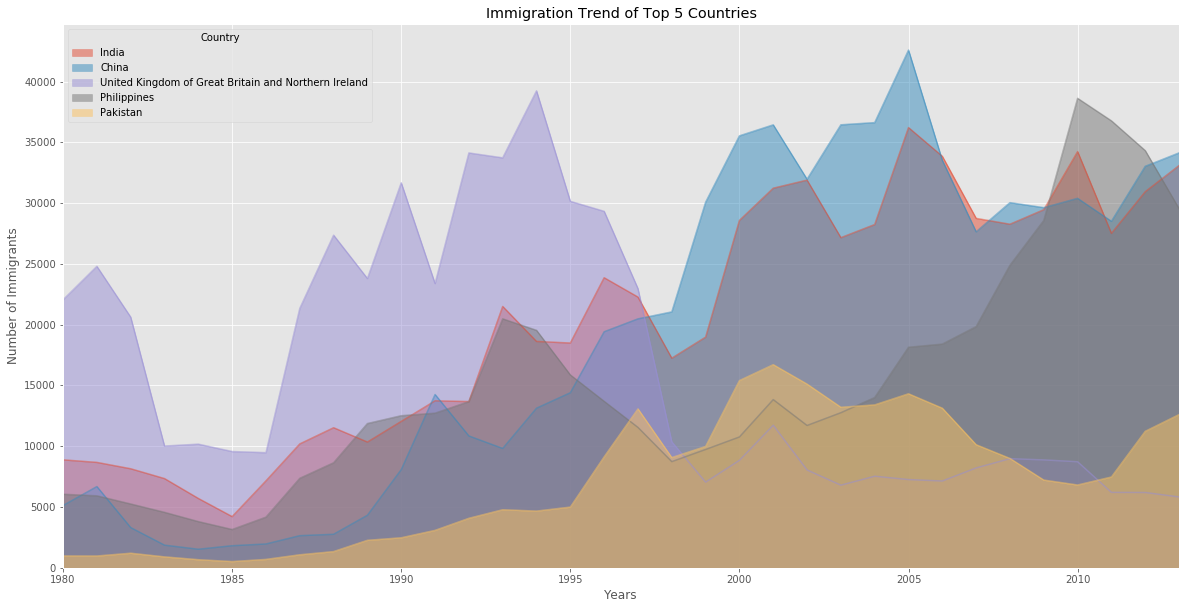 Immigration Trend of Top 5 Countries
Country
India
China
United Kingdom of Great Britain and Northern Ireland
Philippines
Pakistan
Number of Immigrants
40000
35000
30000
25000
20000
15000
10000
5000
0
1980 1985 1990 1995 2000 2005 2010
Years